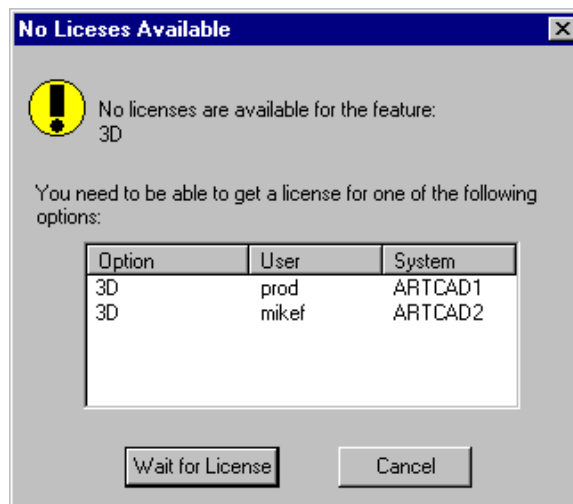 No Liceses Available
No licenses are available for the feature:
3D
You need to be able to get a license for one of the following
options:
Option User System
3D prod ARTCAD1
3D mikef ARTCAD2
Wait for License Cancel